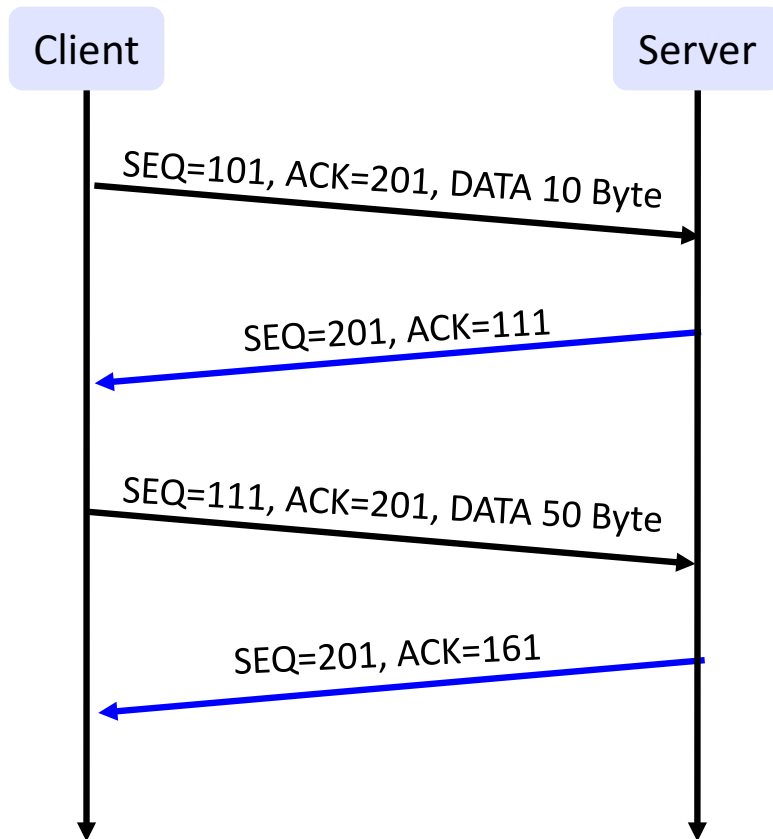 Client
Server
SEQ=101, ACK=201, DATA 10 Byte
SEQ=201, ACK=111
SEQ=111, ACK=201, DATA 50 Byte
SEQ=201, ACK=161